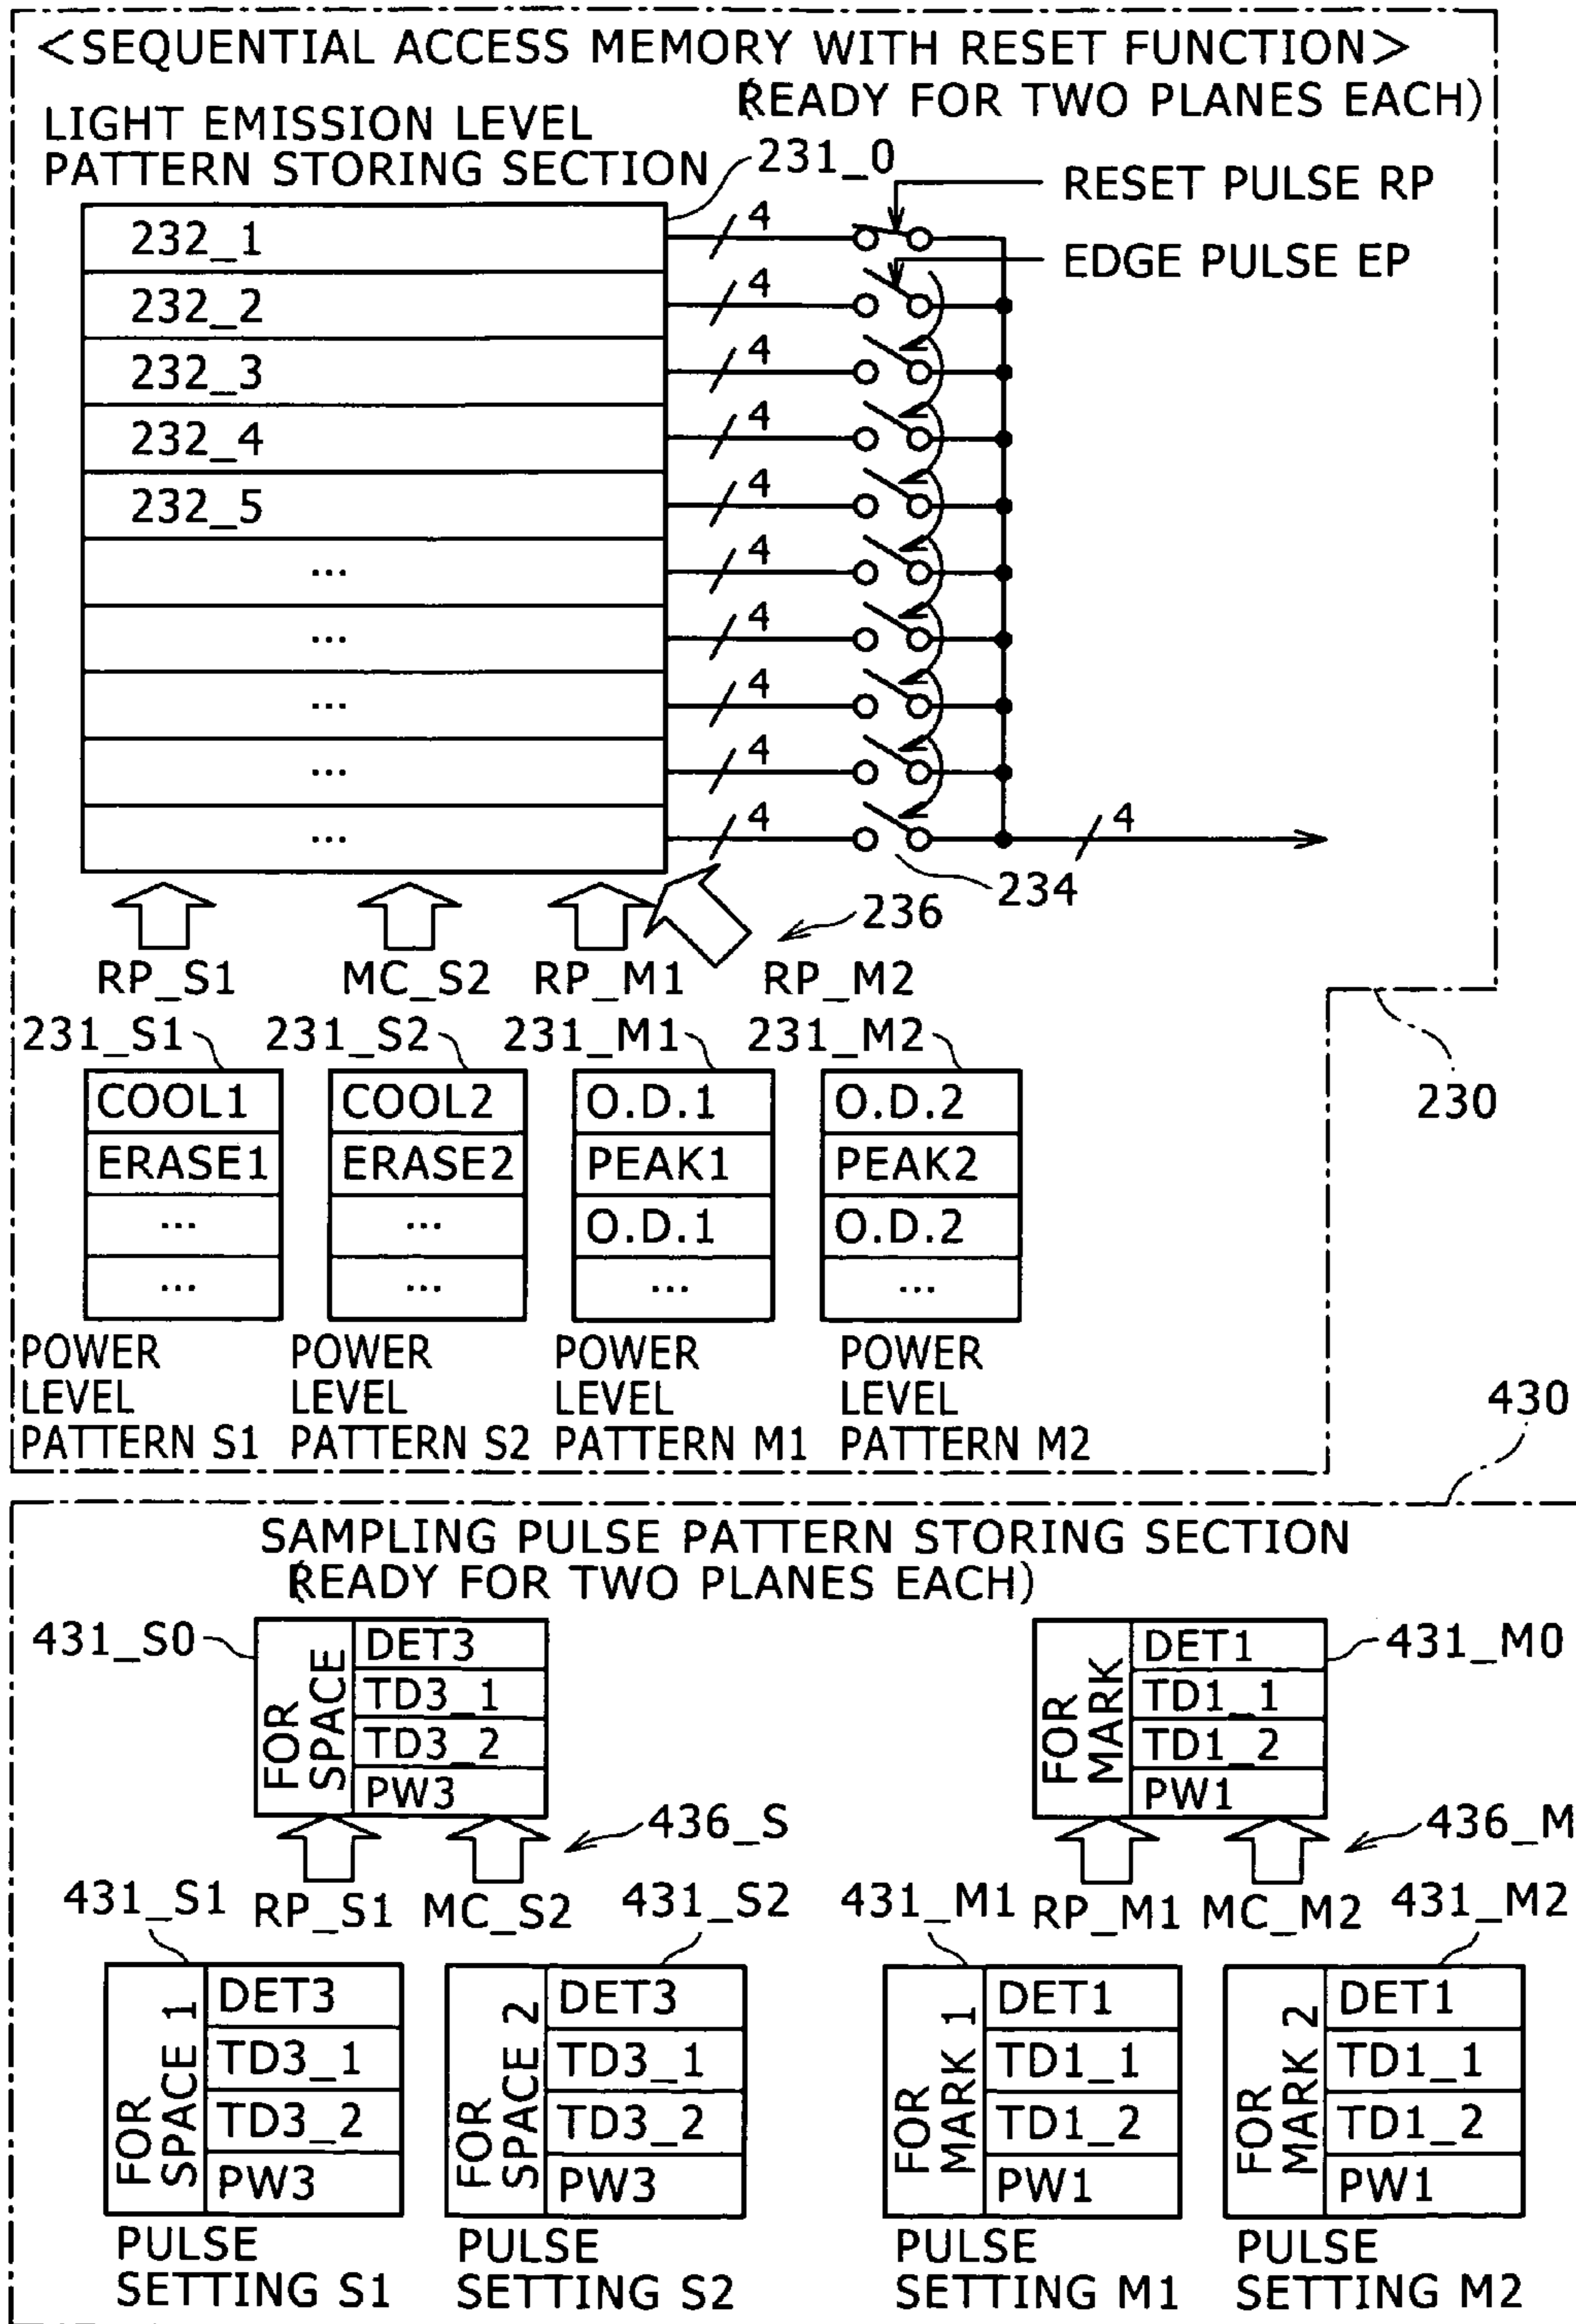 <SEQUENTIAL ACCESS MEMORY WITH RESET FUNCTION>
(READY FOR TWO PLANES EACH)
LIGHT EMISSION LEVEL
PATTERN STORING SECTION
231_0
RESET PULSE RP
EDGE PULSE EP
232_1
4
232_2
4
232_3
4
232_4
4
232_5
4
...
4
...
4
...
4
...
4
...
4
4
234
236
RP_S1
MC_S2
RP_M1
RP_M2
231_S1
231_S2
231_M1
231_M2
230
COOL1
COOL2
O.D.1
O.D.2
ERASE1
ERASE2
PEAK1
PEAK2
...
...
O.D.1
O.D.2
...
...
...
...
POWER
LEVEL
PATTERN S1
POWER
LEVEL
PATTERN S2
POWER
LEVEL
PATTERN M1
POWER
LEVEL
PATTERN M2
430
SAMPLING PULSE PATTERN STORING SECTION
(READY FOR TWO PLANES EACH)
431_S0
FOR
SPACE
DET3
TD3_1
TD3_2
PW3
FOR
MARK
DET1
TD1_1
TD1_2
PW1
431_M0
436_S
436_M
431_S1
RP_S1
MC_S2
431_S2
431_M1
RP_M1
MC_M2
431_M2
FOR
SPACE 1
DET3
TD3_1
TD3_2
PW3
FOR
SPACE 2
DET3
TD3_1
TD3_2
PW3
FOR
MARK 1
DET1
TD1_1
TD1_2
PW1
FOR
MARK 2
DET1
TD1_1
TD1_2
PW1
PULSE
SETTING S1
PULSE
SETTING S2
PULSE
SETTING M1
PULSE
SETTING M2